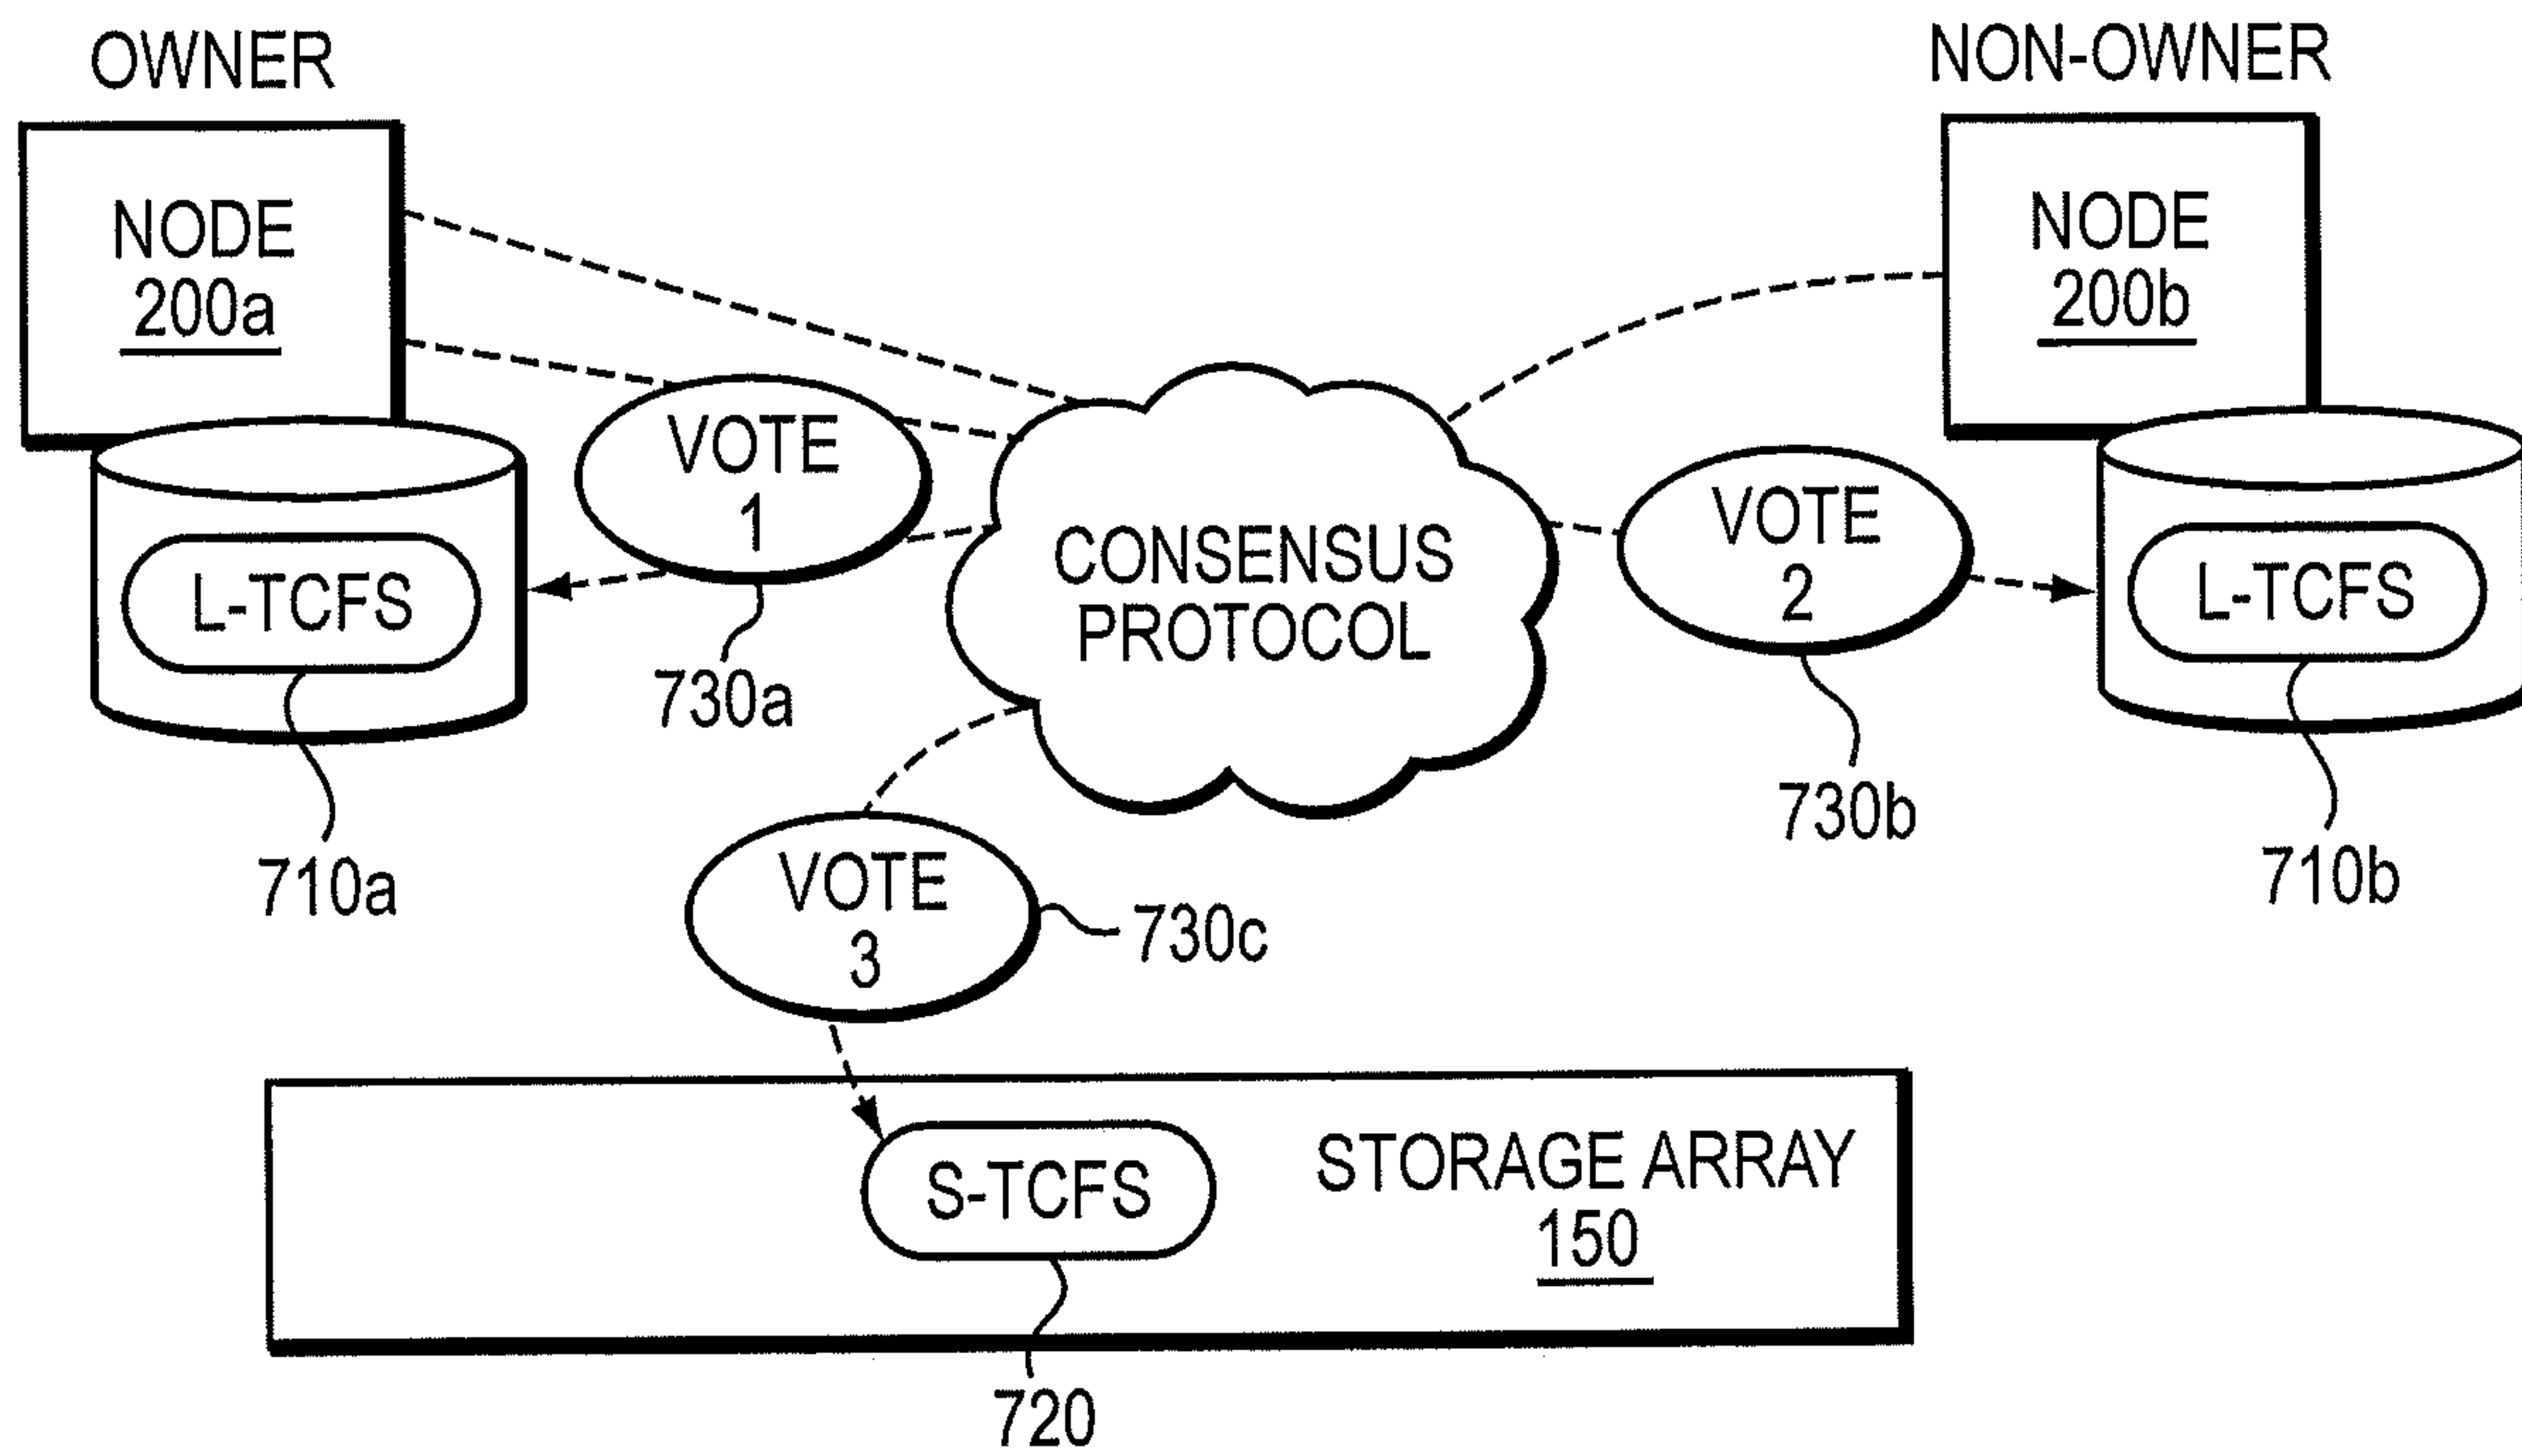 OWNER
NON-OWNER
NODE
200a
NODE
200b
VOTE
1
CONSENSUS
PROTOCOL
VOTE
2
L-TCFS
L-TCFS
730a
730b
710a
710b
VOTE
3
730c
S-TCFS
STORAGE ARRAY
150
720